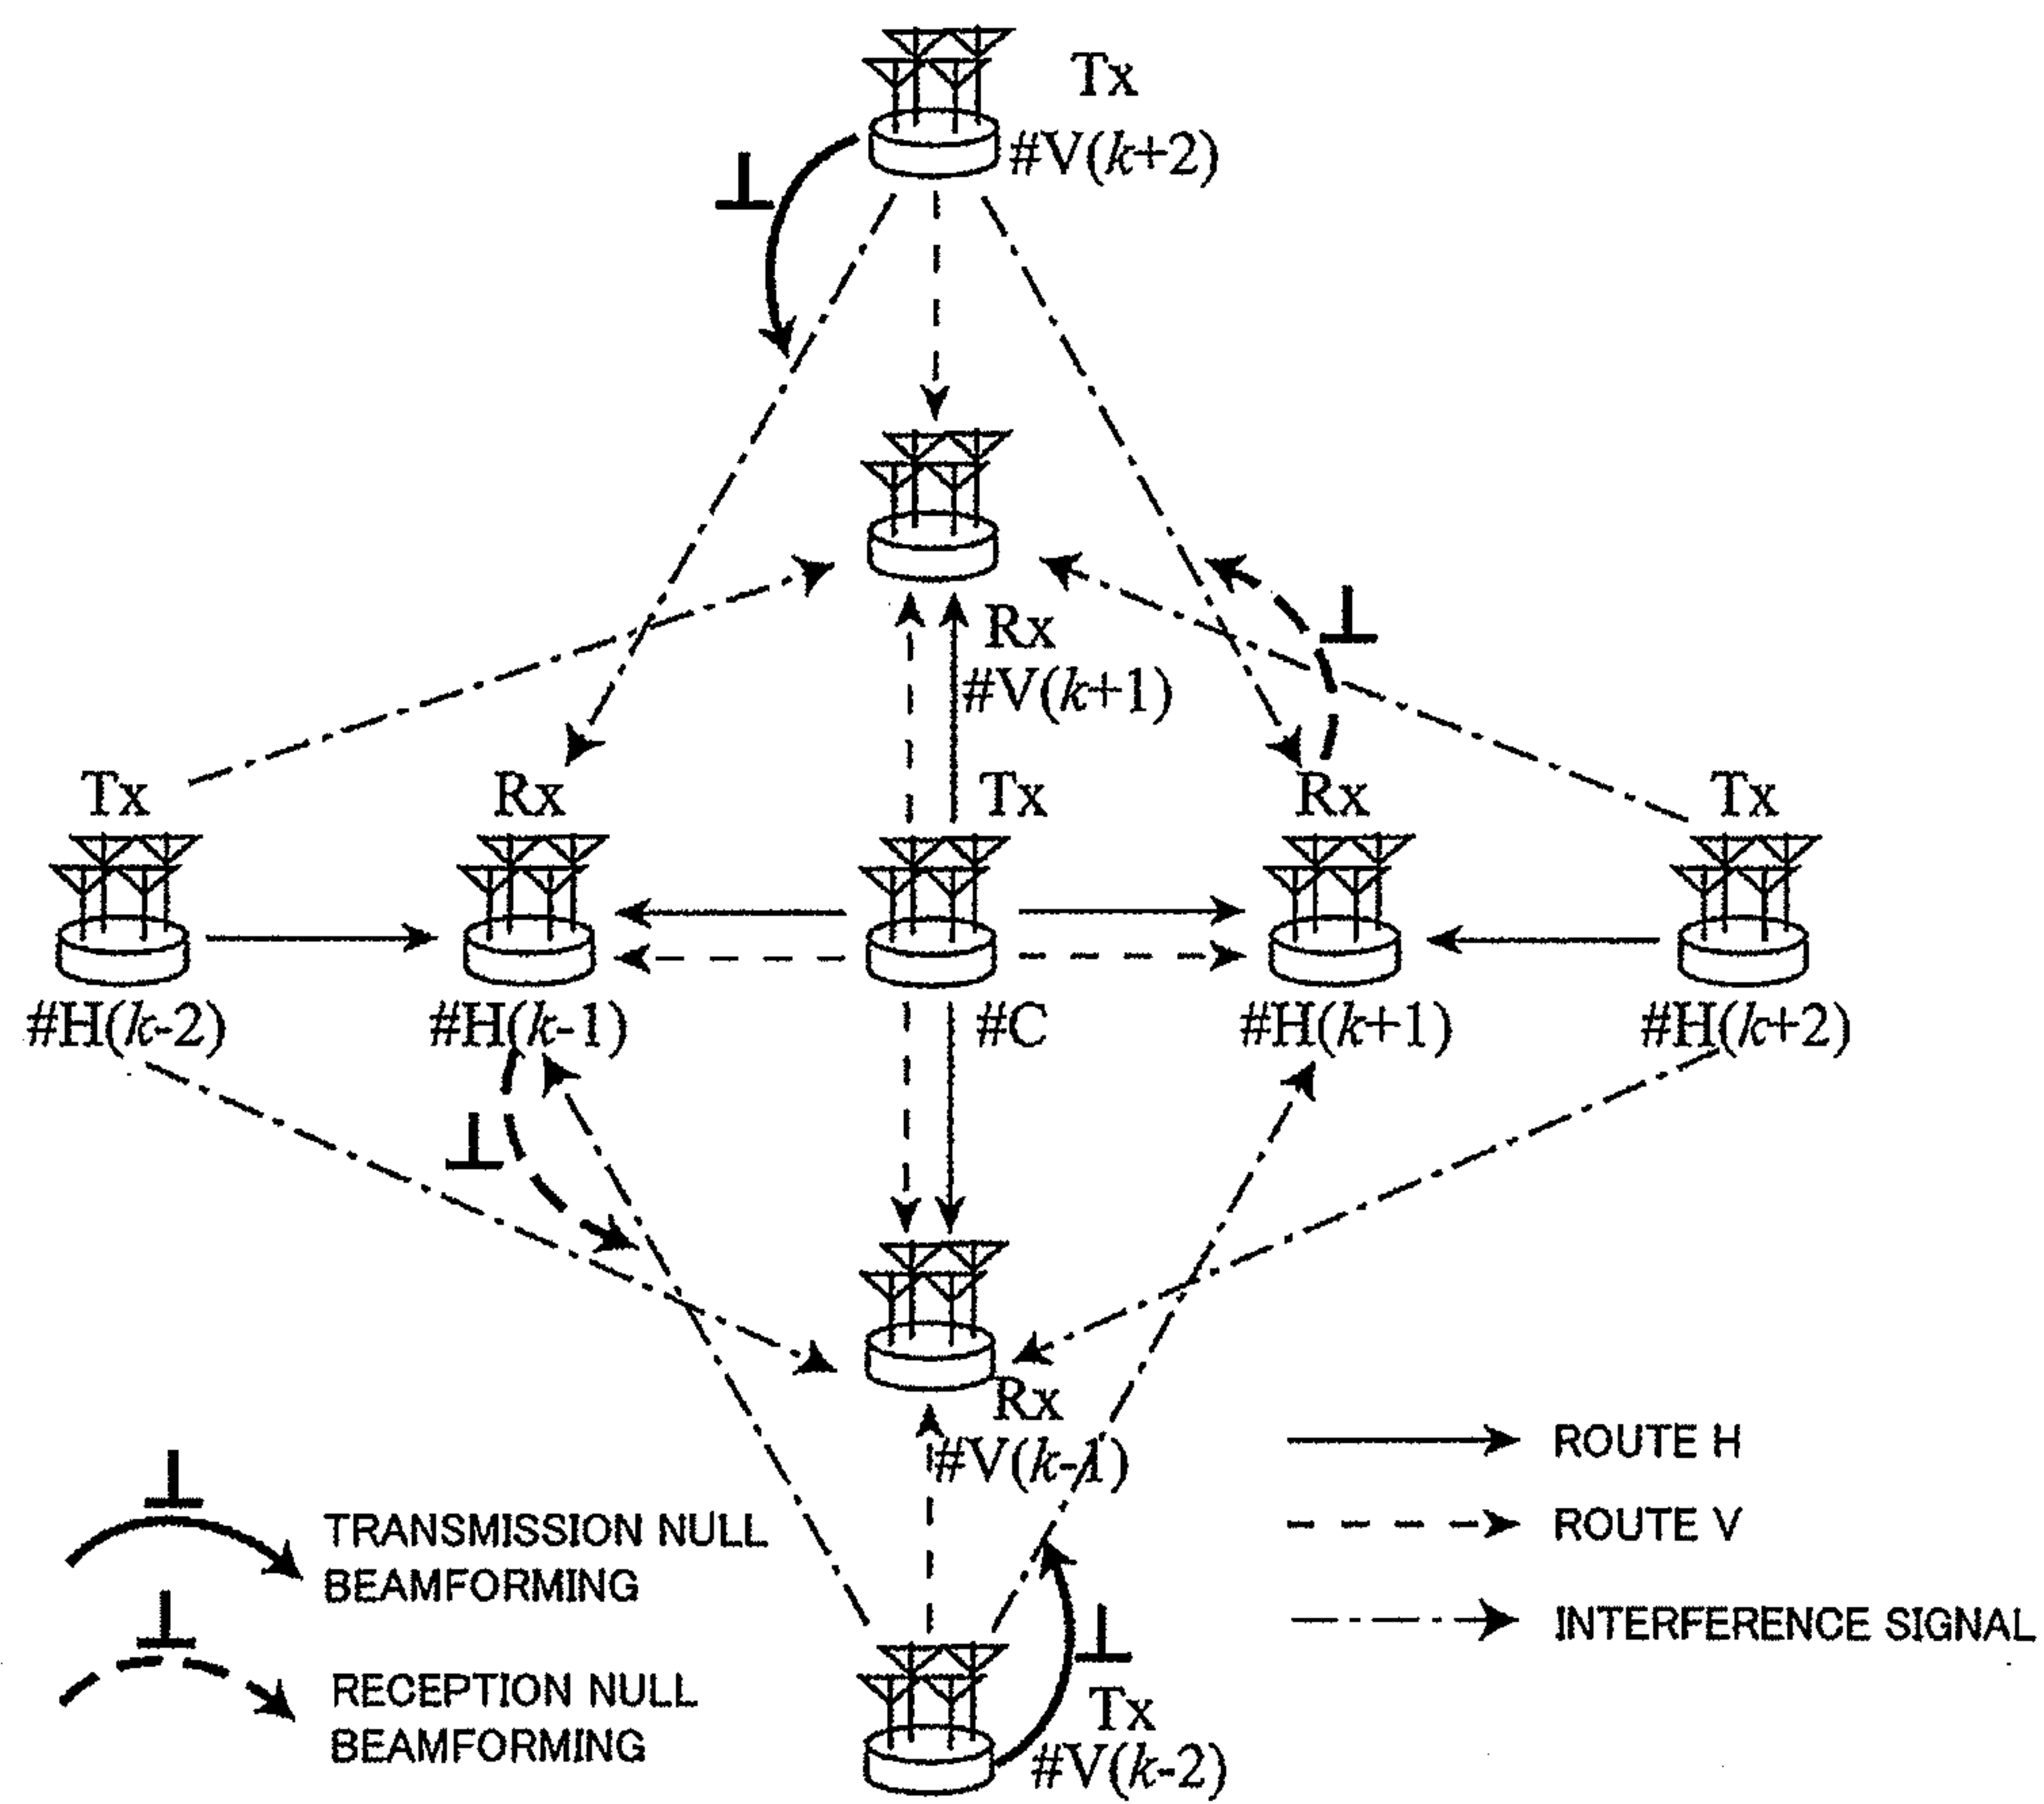 Tx
#V(k+2)
⊥
⊥
Rx
#V(k+1)
Tx
Rx
Tx
Rx
Tx
#H(k-2)
#H(k-1)
#C
#H(k+1)
#H(k+2)
⊥
Rx
#V(k-1)
ROUTE H
ROUTE V
INTERFERENCE SIGNAL
⊥
TRANSMISSION NULL
BEAMFORMING
⊥
RECEPTION NULL
BEAMFORMING
⊥
Tx
#V(k-2)